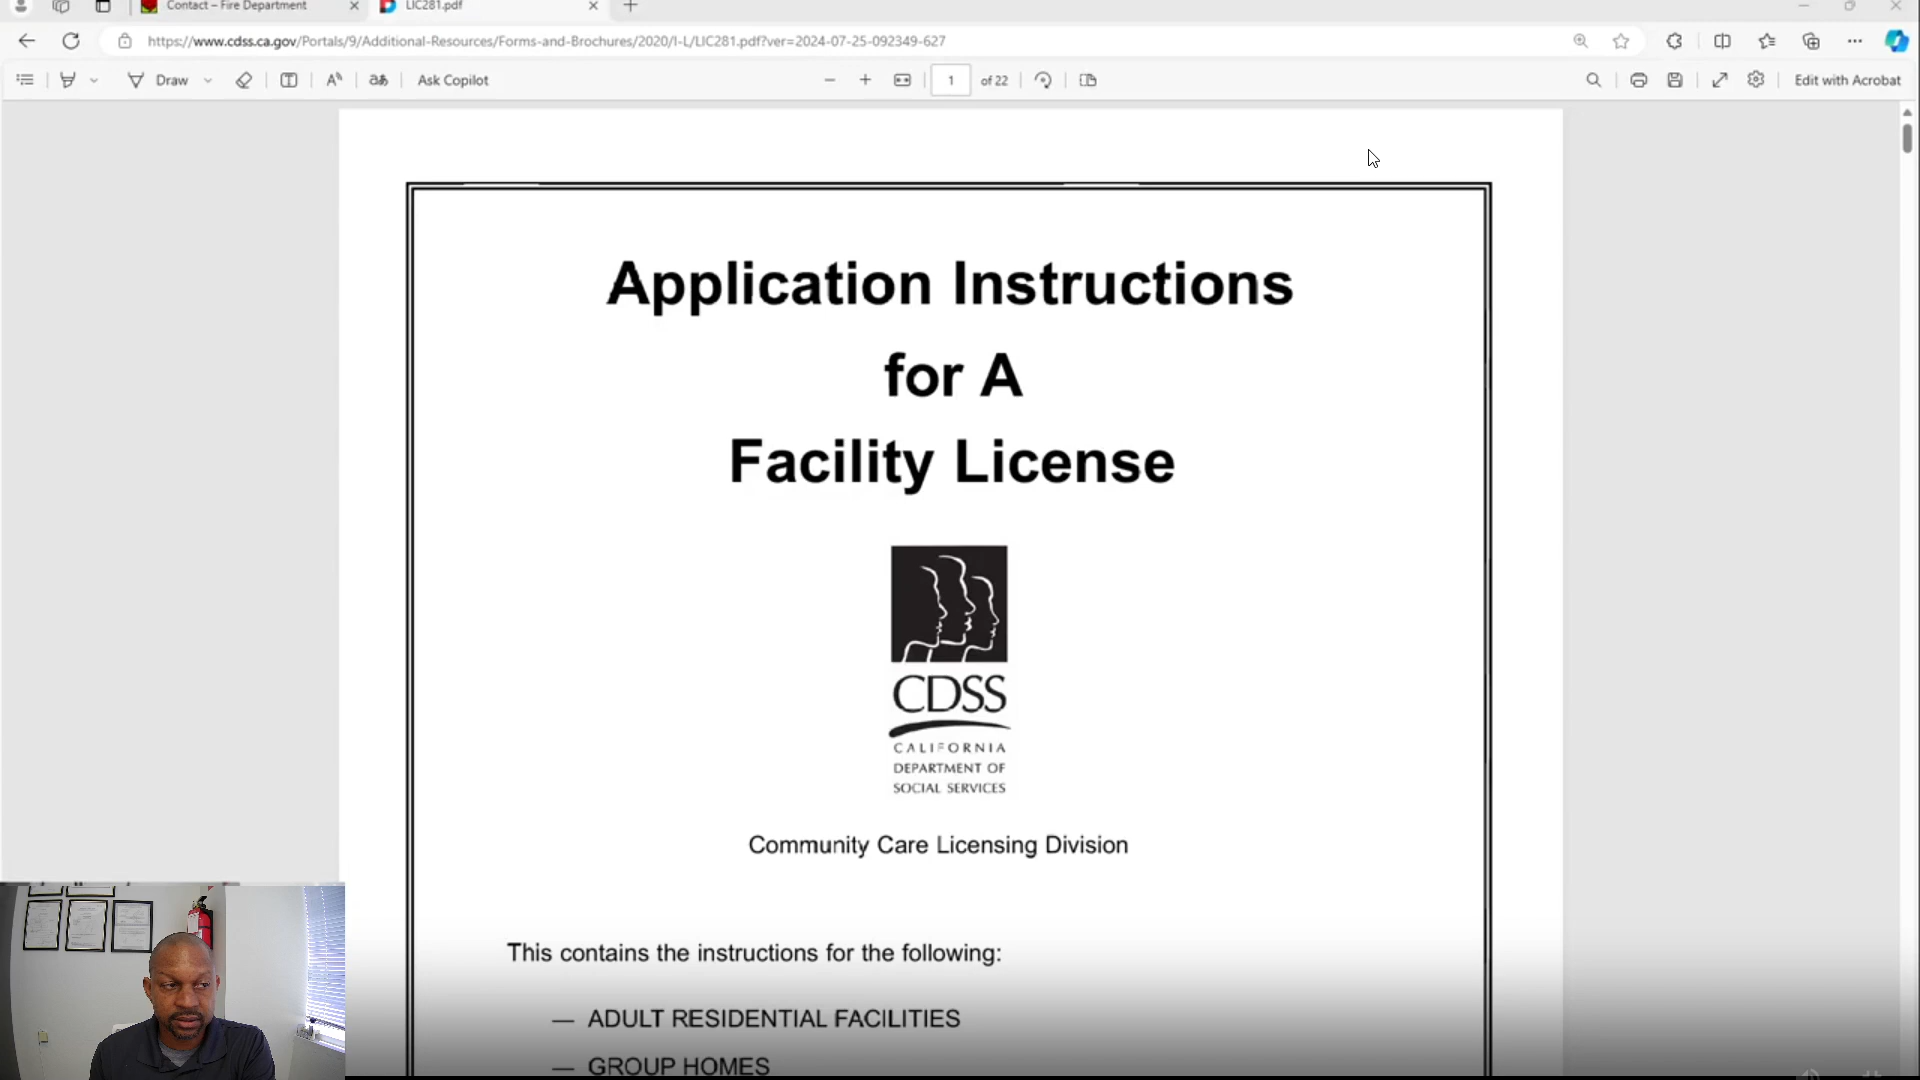 Contact – Fire Department
LIC281.pdf
https://www.cdss.ca.gov/Portals/9/Additional-Resources/Forms-and-Brochures/2020/I-L/LIC281.pdf?ver=2024-07-25-092349-627
Draw
Ask Copilot
1 of 22
Edit with Acrobat
Application Instructions
for A
Facility License
CDSS
CALIFORNIA
DEPARTMENT OF
SOCIAL SERVICES
Community Care Licensing Division
This contains the instructions for the following:
— ADULT RESIDENTIAL FACILITIES
— GROUP HOMES